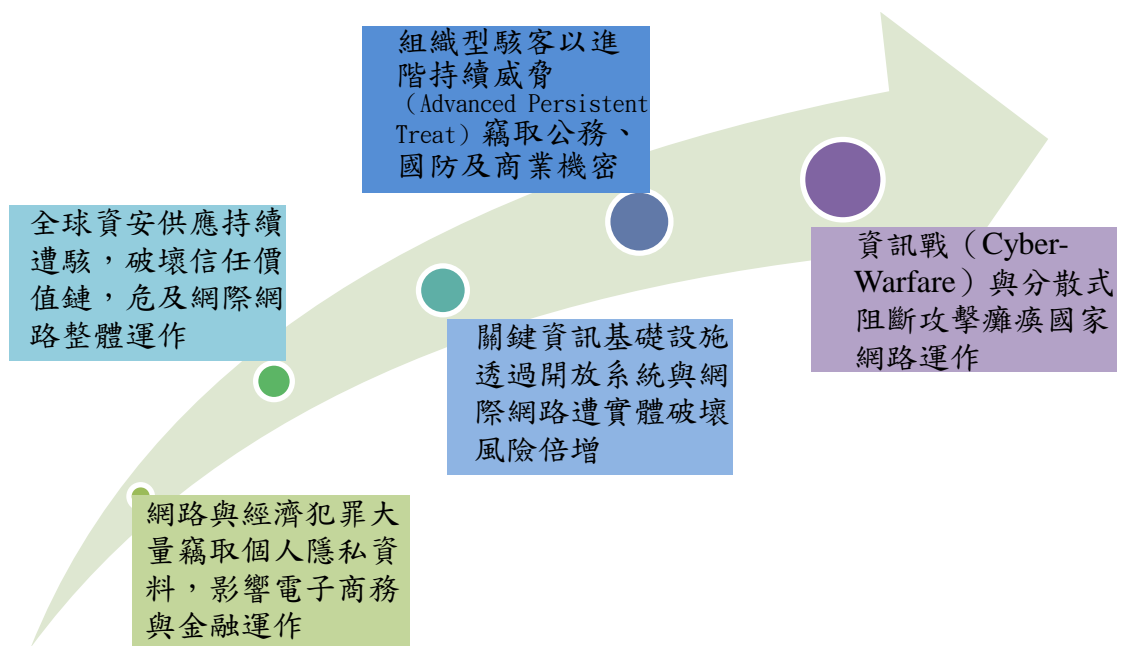 組織型駭客以進
階持續威脅
（Advanced Persistent
Treat）竊取公務、
國防及商業機密
全球資安供應持續
遭駭，破壞信任價
值鏈，危及網際網
路整體運作
資訊戰（Cyber-
Warfare）與分散式
阻斷攻擊癱瘓國家
網路運作
關鍵資訊基礎設施
透過開放系統與網
際網路遭實體破壞
風險倍增
網路與經濟犯罪大
量竊取個人隱私資
料，影響電子商務
與金融運作